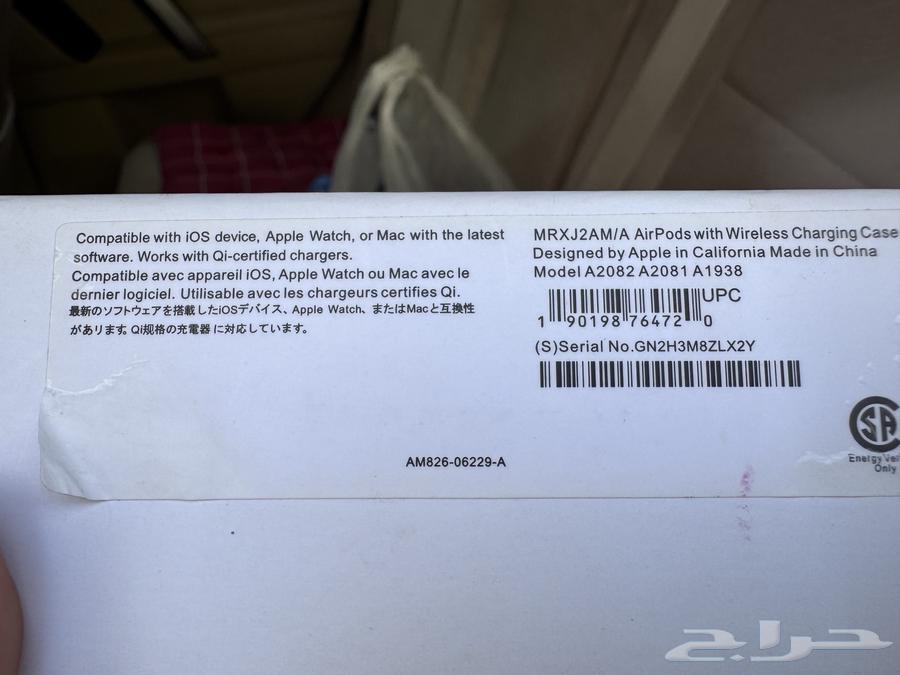 Compatible with iOS device, Apple Watch, or Mac with the latest
software. Works with Qi-certified chargers.
Compatible avec appareil iOS, Apple Watch ou Mac avec le
dernier logiciel. Utilisable avec les chargeurs certifies Qi.
最新のソフトウェアを搭載したiOSデバイス、Apple Watch、またはMacと互換性
があリます。Qi规格の充電器に対応しています。
MRXJ2AM/A AirPods with Wireless Charging Case
Designed by Apple in California Made in China
Model A2082 A2081 A1938
UPC
1 90198 76472 0
(S)Serial No.GN2H3M8ZLX2Y
SA
Energy
Only
AM826-06229-A
حراج